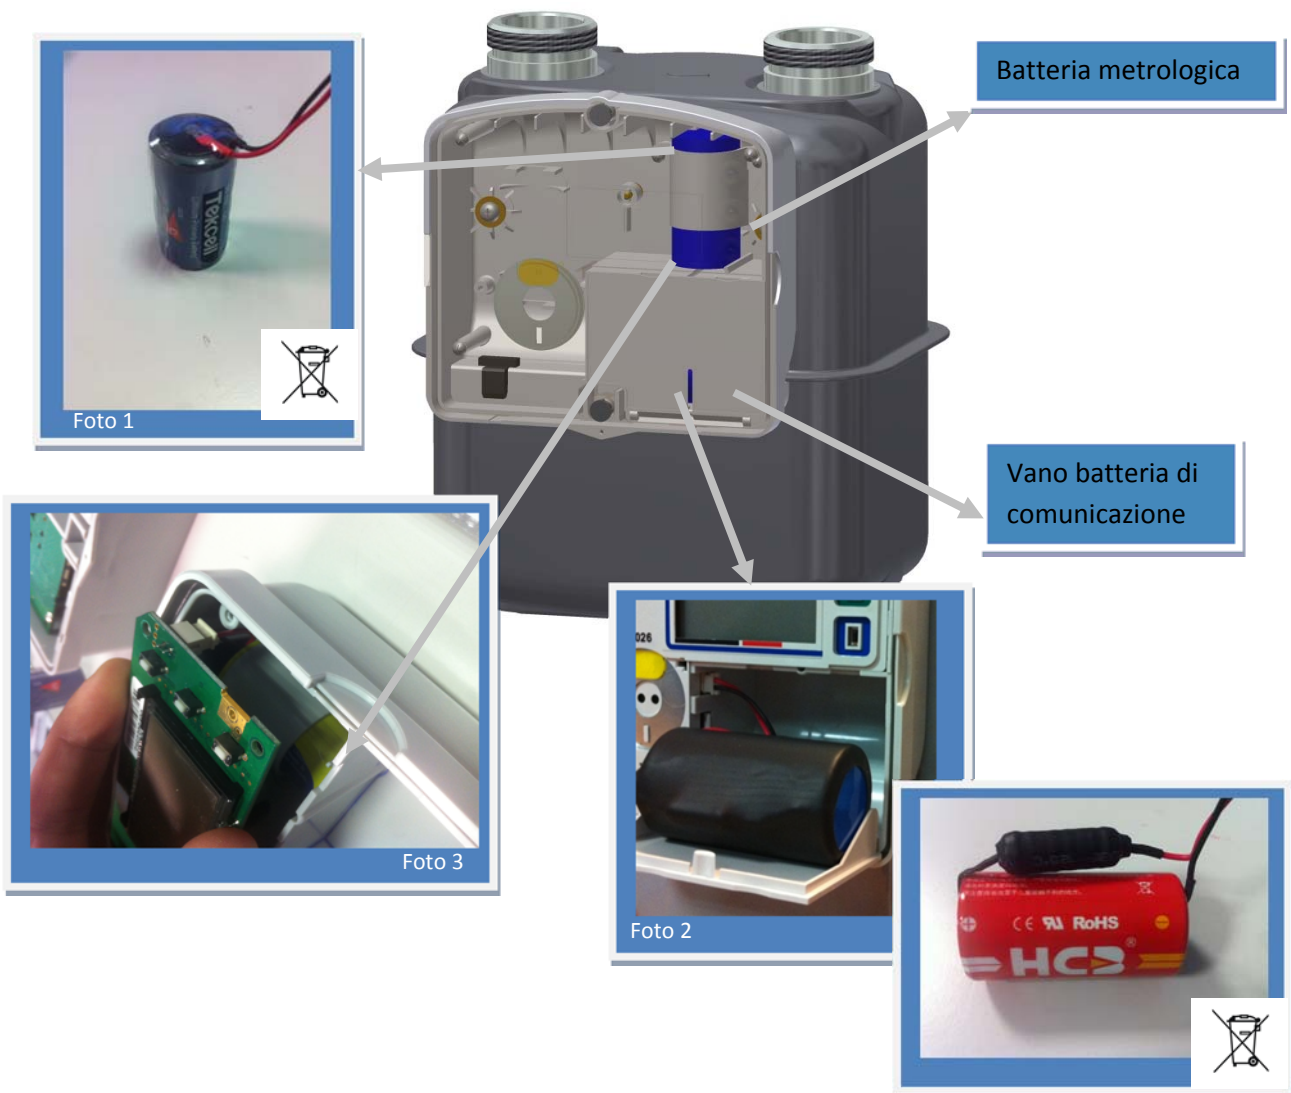 Batteria metrologica
Tekcell
Foto 1
Vano batteria di
comunicazione
026
Foto 3
Foto 2
CE RoHS
HCB